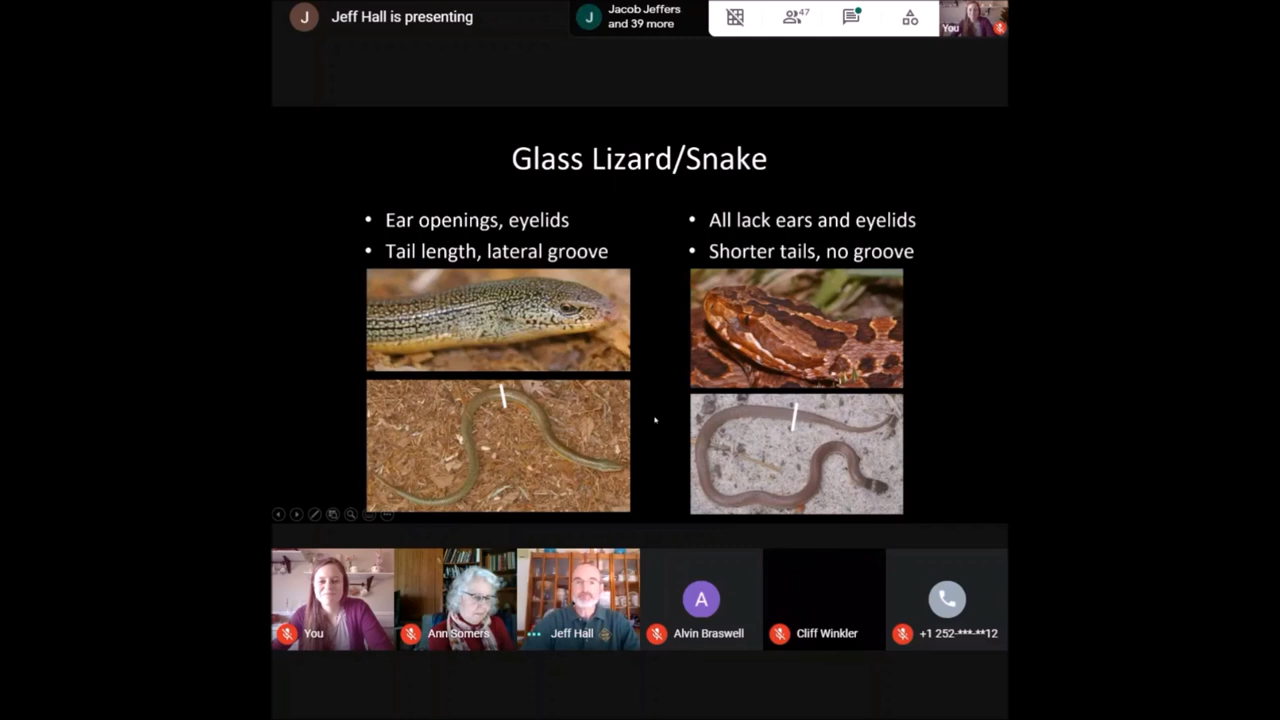 J
Jeff Hall is presenting
J
Jacob Jeffers
and 39 more
47
You
Glass Lizard/Snake
• Ear openings, eyelids
• Tail length, lateral groove
• All lack ears and eyelids
• Shorter tails, no groove
You
Ann Somers
Jeff Hall
A
Alvin Braswell
Cliff Winkler
+1 252-***-**12